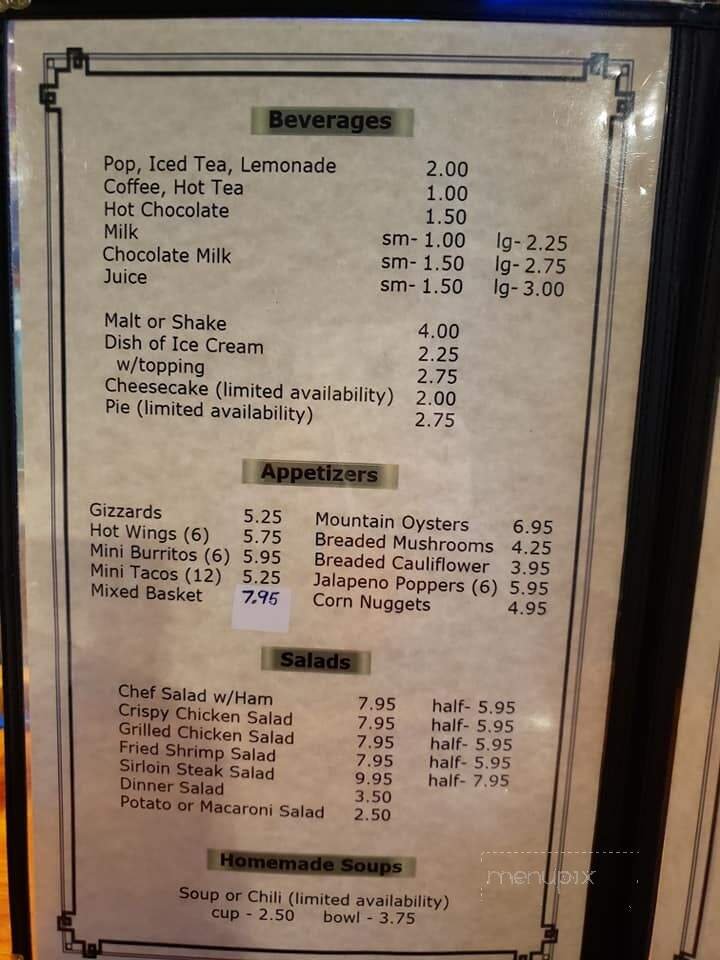 Beverages
Pop, Iced Tea, Lemonade 2.00
Coffee, Hot Tea 1.00
Hot Chocolate 1.50
Milk sm- 1.00 lg- 2.25
Chocolate Milk sm- 1.50 lg- 2.75
Juice sm- 1.50 lg- 3.00
Malt or Shake 4.00
Dish of Ice Cream 2.25
w/topping 2.75
Cheesecake (limited availability) 2.00
Pie (limited availability) 2.75
Appetizers
Gizzards 5.25 Mountain Oysters 6.95
Hot Wings (6) 5.75 Breaded Mushrooms 4.25
Mini Burritos (6) 5.95 Breaded Cauliflower 3.95
Mini Tacos (12) 5.25 Jalapeno Poppers (6) 5.95
Mixed Basket 7.95 Corn Nuggets 4.95
Salads
Chef Salad w/Ham 7.95 half- 5.95
Crispy Chicken Salad 7.95 half- 5.95
Grilled Chicken Salad 7.95 half- 5.95
Fried Shrimp Salad 7.95 half- 5.95
Sirloin Steak Salad 9.95 half- 7.95
Dinner Salad 3.50
Potato or Macaroni Salad 2.50
Homemade Soups
Soup or Chili (limited availability)
cup - 2.50 bowl - 3.75
menupix